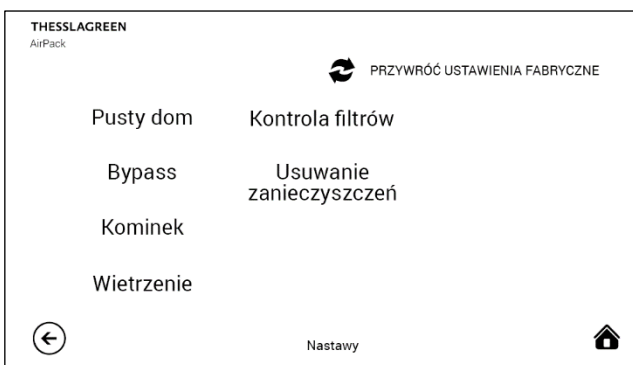 THESSLAGREEN
AirPack
PRZYWRÓĆ USTAWIENIA FABRYCZNE
Pusty dom
Kontrola filtrów
Bypass
Usuwanie
zanieczyszczeń
Kominek
Wietrzenie
Nastawy